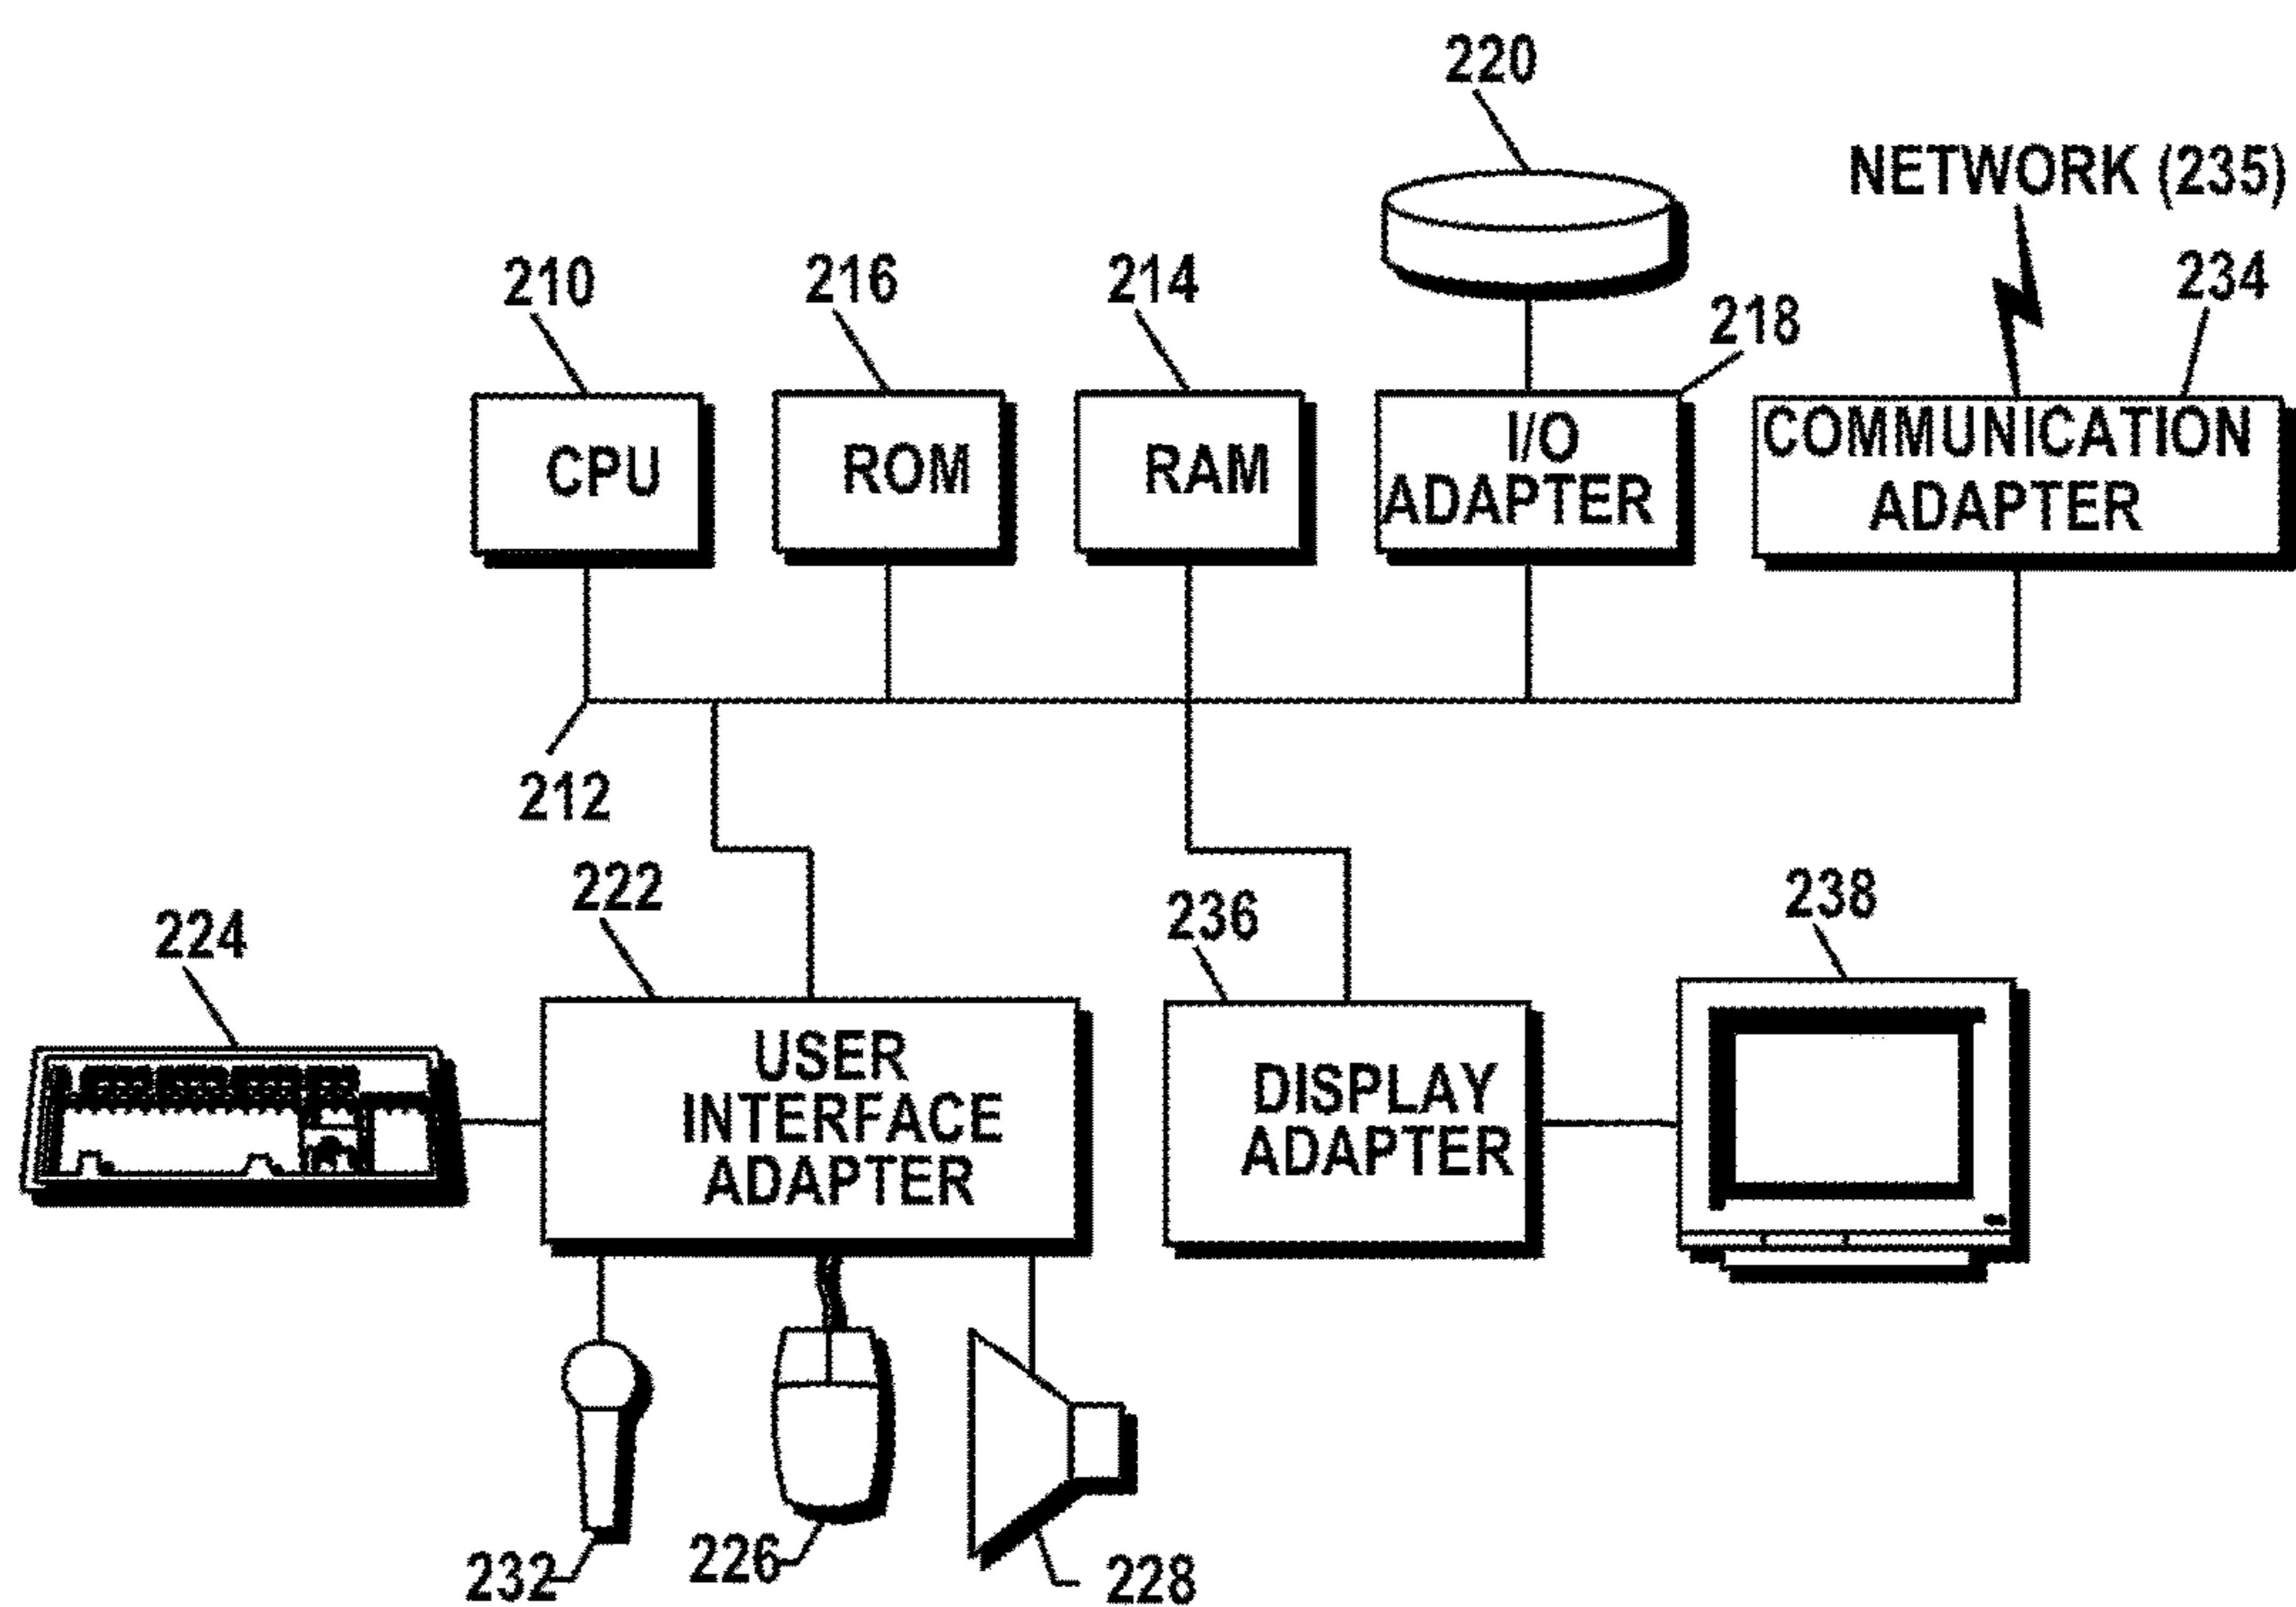 220
NETWORK (235)
210
216
214
218
234
CPU
ROM
RAM
I/O
ADAPTER
COMMUNICATION
ADAPTER
212
222
224
236
238
USER
INTERFACE
ADAPTER
DISPLAY
ADAPTER
232
226
228